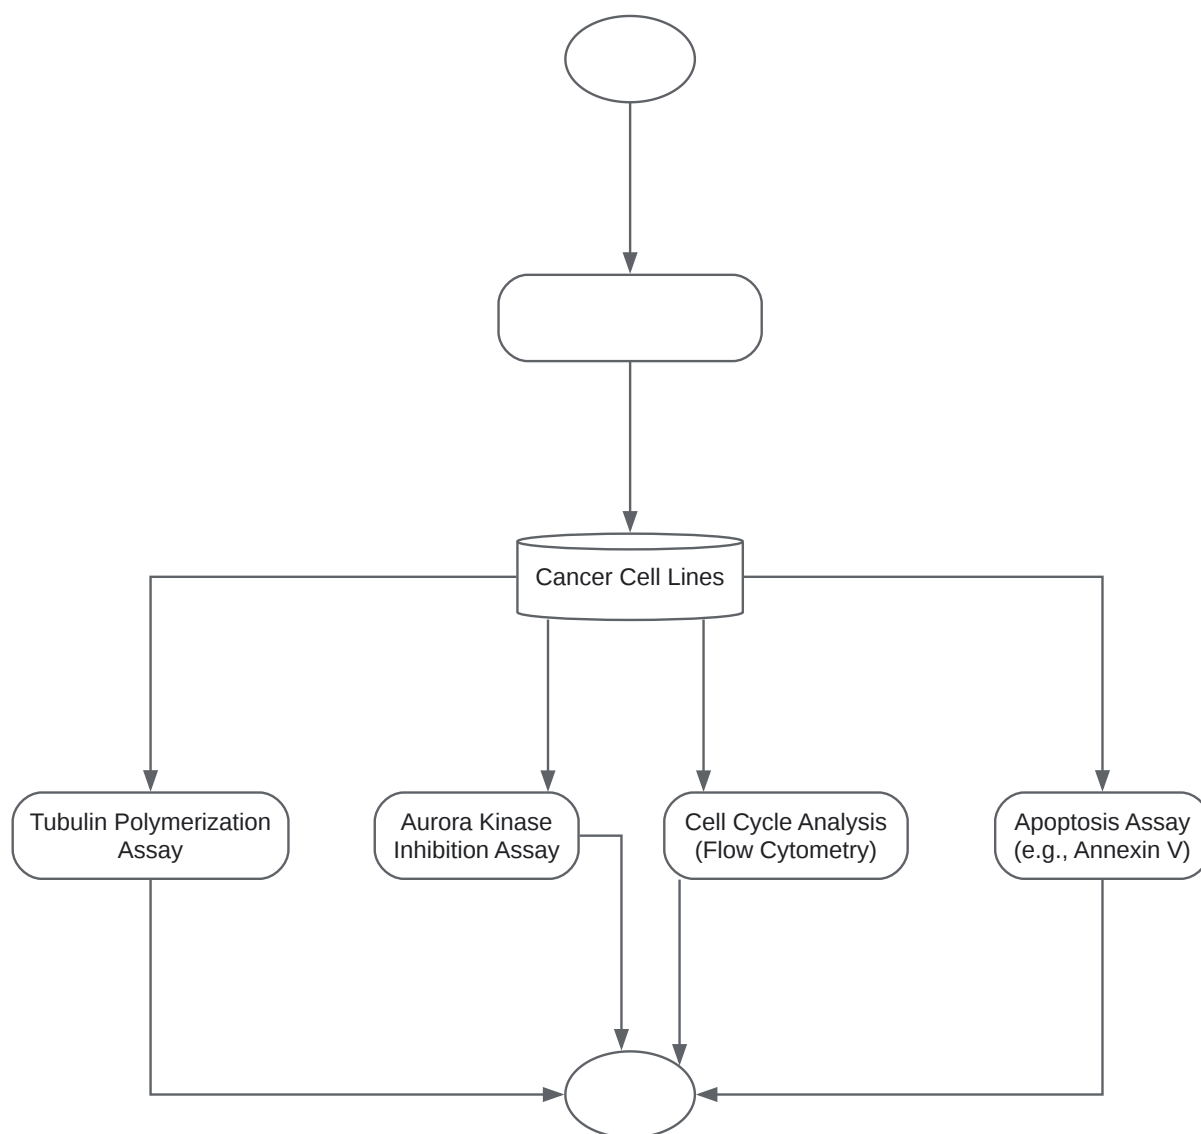 Cancer Cell Lines
Tubulin Polymerization
Assay
Aurora Kinase
Inhibition Assay
Cell Cycle Analysis
(Flow Cytometry)
Apoptosis Assay
(e.g., Annexin V)